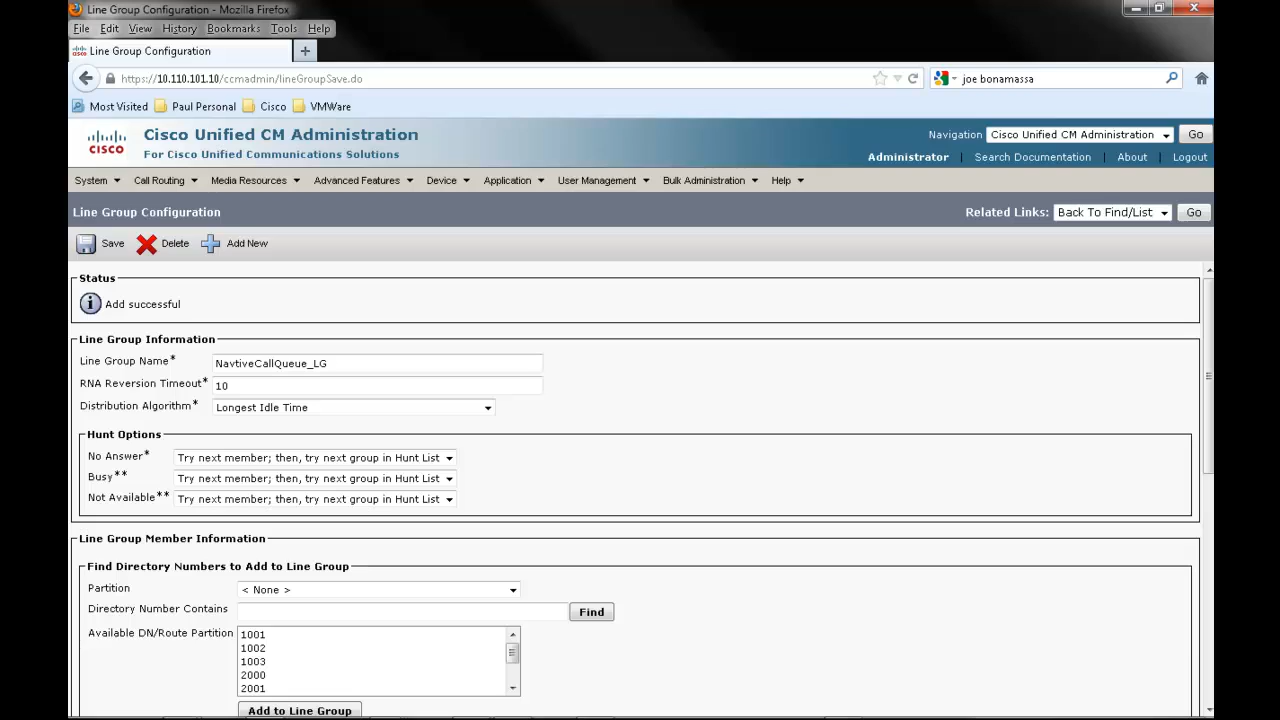 Line Group Configuration - Mozilla Firefox
File Edit View History Bookmarks Tools Help
Line Group Configuration
https://10.110.101.10/ccmadmin/lineGroupSave.do
joe bonamassa
Most Visited Paul Personal Cisco VMWare
CISCO
Cisco Unified CM Administration
For Cisco Unified Communications Solutions
Navigation Cisco Unified CM Administration Go
Administrator | Search Documentation | About | Logout
System Call Routing Media Resources Advanced Features Device Application User Management Bulk Administration Help
Line Group Configuration
Related Links: Back To Find/List Go
Save Delete Add New
Status
Add successful
Line Group Information
Line Group Name* NavtiveCallQueue_LG
RNA Reversion Timeout* 10
Distribution Algorithm* Longest Idle Time
Hunt Options
No Answer* Try next member; then, try next group in Hunt List
Busy** Try next member; then, try next group in Hunt List
Not Available** Try next member; then, try next group in Hunt List
Line Group Member Information
Find Directory Numbers to Add to Line Group
Partition < None >
Directory Number Contains Find
Available DN/Route Partition 1001
1002
1003
2000
2001
Add to Line Group